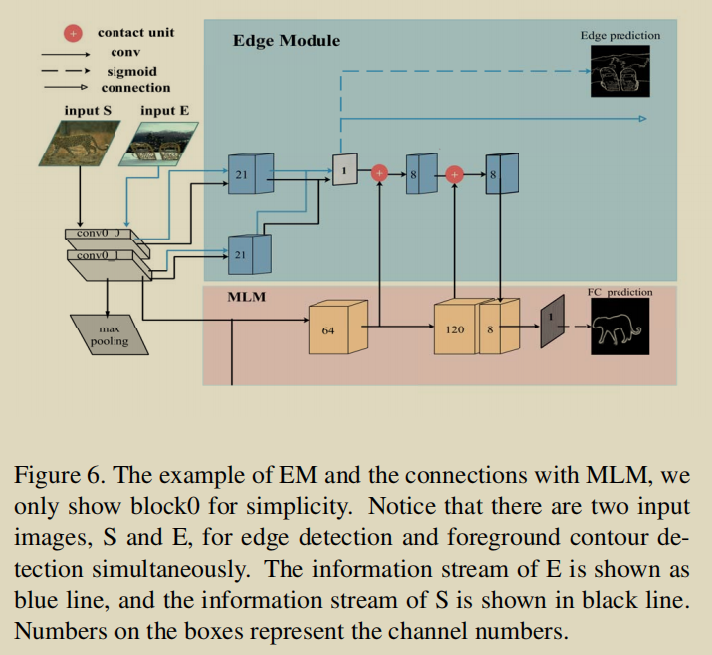 contact unit
conv
sigmoid
connection
input S
input E
Edge Module
Edge prediction
21
1
+
8
+
8
conv0
conv0
21
MLM
FC prediction
max
pooling
64
120
8
1
Figure 6. The example of EM and the connections with MLM, we
only show block0 for simplicity. Notice that there are two input
images, S and E, for edge detection and foreground contour de-
tection simultaneously. The information stream of E is shown as
blue line, and the information stream of S is shown in black line.
Numbers on the boxes represent the channel numbers.